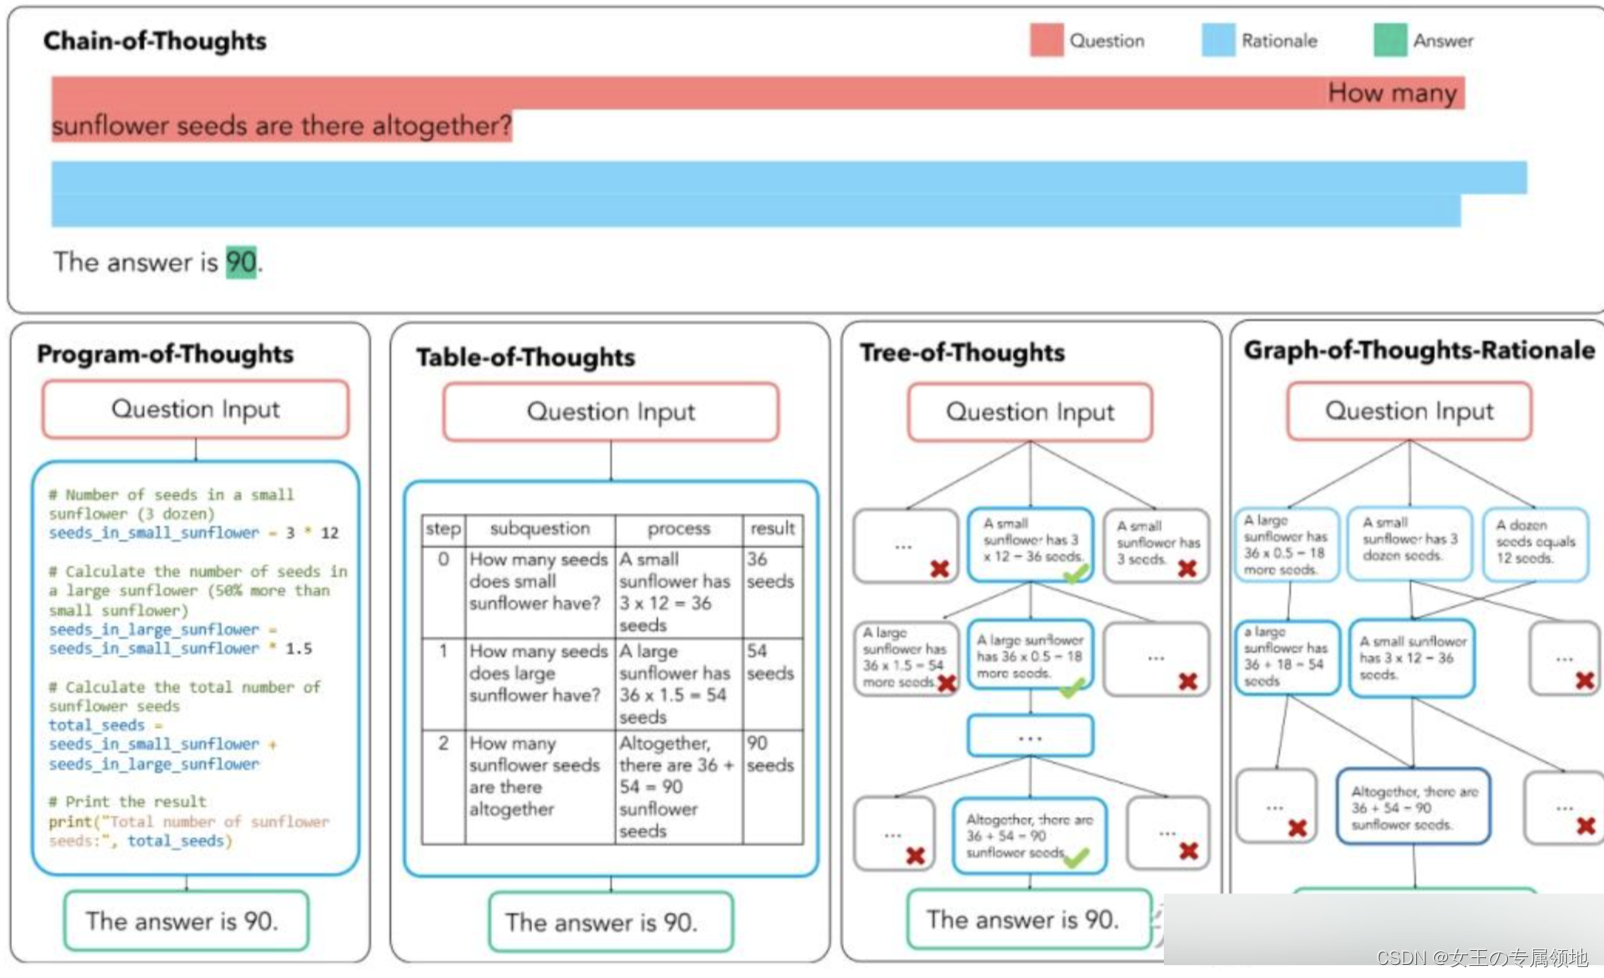 Chain-of-Thoughts
Question
Rationale
Answer
How many
sunflower seeds are there altogether?
The answer is 90.
Program-of-Thoughts
Question Input
# Number of seeds in a small
sunflower (3 dozen)
seeds_in_small_sunflower = 3 * 12
# Calculate the number of seeds in
a large sunflower (50% more than
small sunflower)
seeds_in_large_sunflower =
seeds_in_small_sunflower * 1.5
# Calculate the total number of
sunflower seeds
total_seeds =
seeds_in_small_sunflower +
seeds_in_large_sunflower
# Print the result
print("Total number of sunflower
seeds:", total_seeds)
The answer is 90.
Table-of-Thoughts
Question Input
step subquestion process result
0 How many seeds A small 36
does small sunflower has seeds
sunflower have? 3 x 12 = 36
seeds
1 How many seeds A large 54
does large sunflower has seeds
sunflower have? 36 x 1.5 = 54
seeds
2 How many Altogether, 90
sunflower seeds there are 36 + seeds
are there 54 = 90
altogether sunflower
seeds
The answer is 90.
Tree-of-Thoughts
Question Input
...
A small
sunflower has 3
x 12 = 36 seeds.
A small
sunflower has
3 seeds.
A large
sunflower has
36 x 1.5 = 54
more seeds.
A large sunflower
has 36 x 0.5 = 18
more seeds.
...
...
...
Altogether, there are
36 + 54 = 90
sunflower seeds.
...
The answer is 90.
Graph-of-Thoughts-Rationale
Question Input
A large
sunflower has
36 x 0.5 = 18
more seeds.
A small
sunflower has 3
dozen seeds.
A dozen
seeds equals
12 seeds.
a large
sunflower has
36 + 18 = 54
seeds
A small sunflower
has 3 x 12 = 36
seeds.
...
...
Altogether, there are
36 + 54 = 90
sunflower seeds.
...
CSDN @女王の专属领地